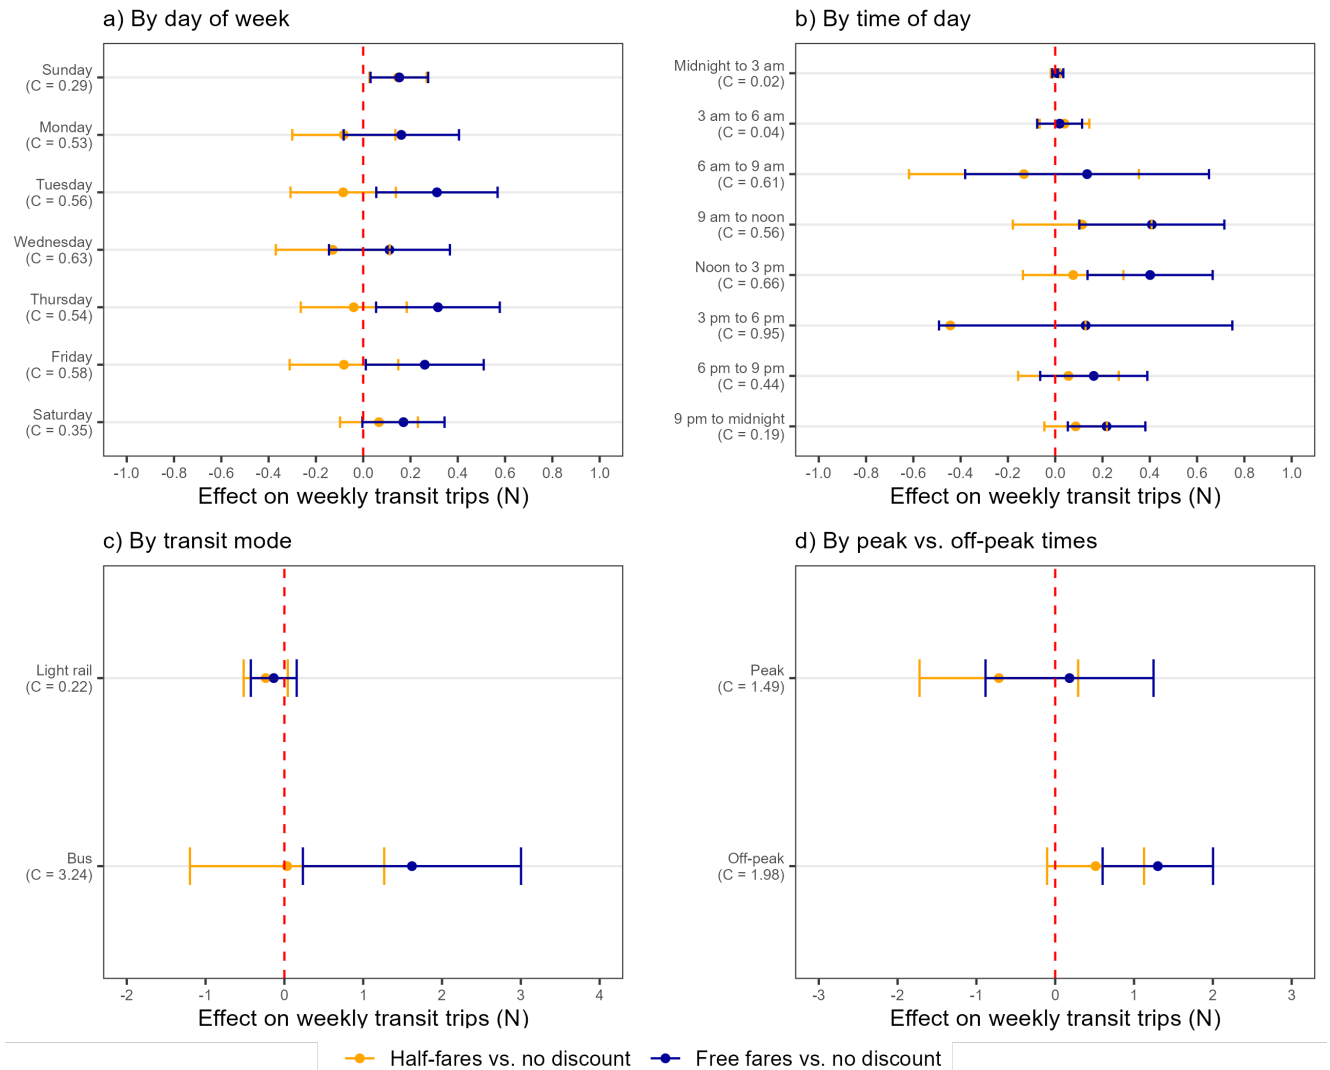 a) By day of week
Sunday
(C = 0.29)
Monday
(C = 0.53)
Tuesday
(C = 0.56)
Wednesday
(C = 0.63)
Thursday
(C = 0.54)
Friday
(C = 0.58)
Saturday
(C = 0.35)
-1.0 -0.8 -0.6 -0.4 -0.2 0.0 0.2 0.4 0.6 0.8 1.0
Effect on weekly transit trips (N)
b) By time of day
Midnight to 3 am
(C = 0.02)
3 am to 6 am
(C = 0.04)
6 am to 9 am
(C = 0.61)
9 am to noon
(C = 0.56)
Noon to 3 pm
(C = 0.66)
3 pm to 6 pm
(C = 0.95)
6 pm to 9 pm
(C = 0.44)
9 pm to midnight
(C = 0.19)
-1.0 -0.8 -0.6 -0.4 -0.2 0.0 0.2 0.4 0.6 0.8 1.0
Effect on weekly transit trips (N)
c) By transit mode
Light rail
(C = 0.22)
Bus
(C = 3.24)
-2 -1 0 1 2 3 4
Effect on weekly transit trips (N)
d) By peak vs. off-peak times
Peak
(C = 1.49)
Off-peak
(C = 1.98)
-3 -2 -1 0 1 2 3
Effect on weekly transit trips (N)
Half-fares vs. no discount
Free fares vs. no discount